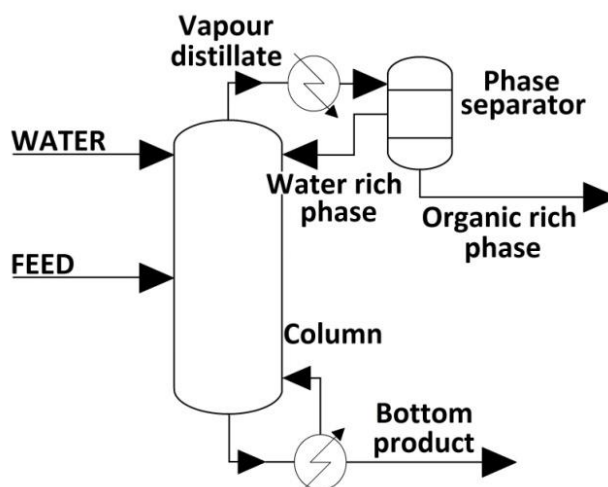 Vapour
distillate
Phase
separator
WATER
Water rich
phase
Organic rich
phase
FEED
Column
Bottom
product